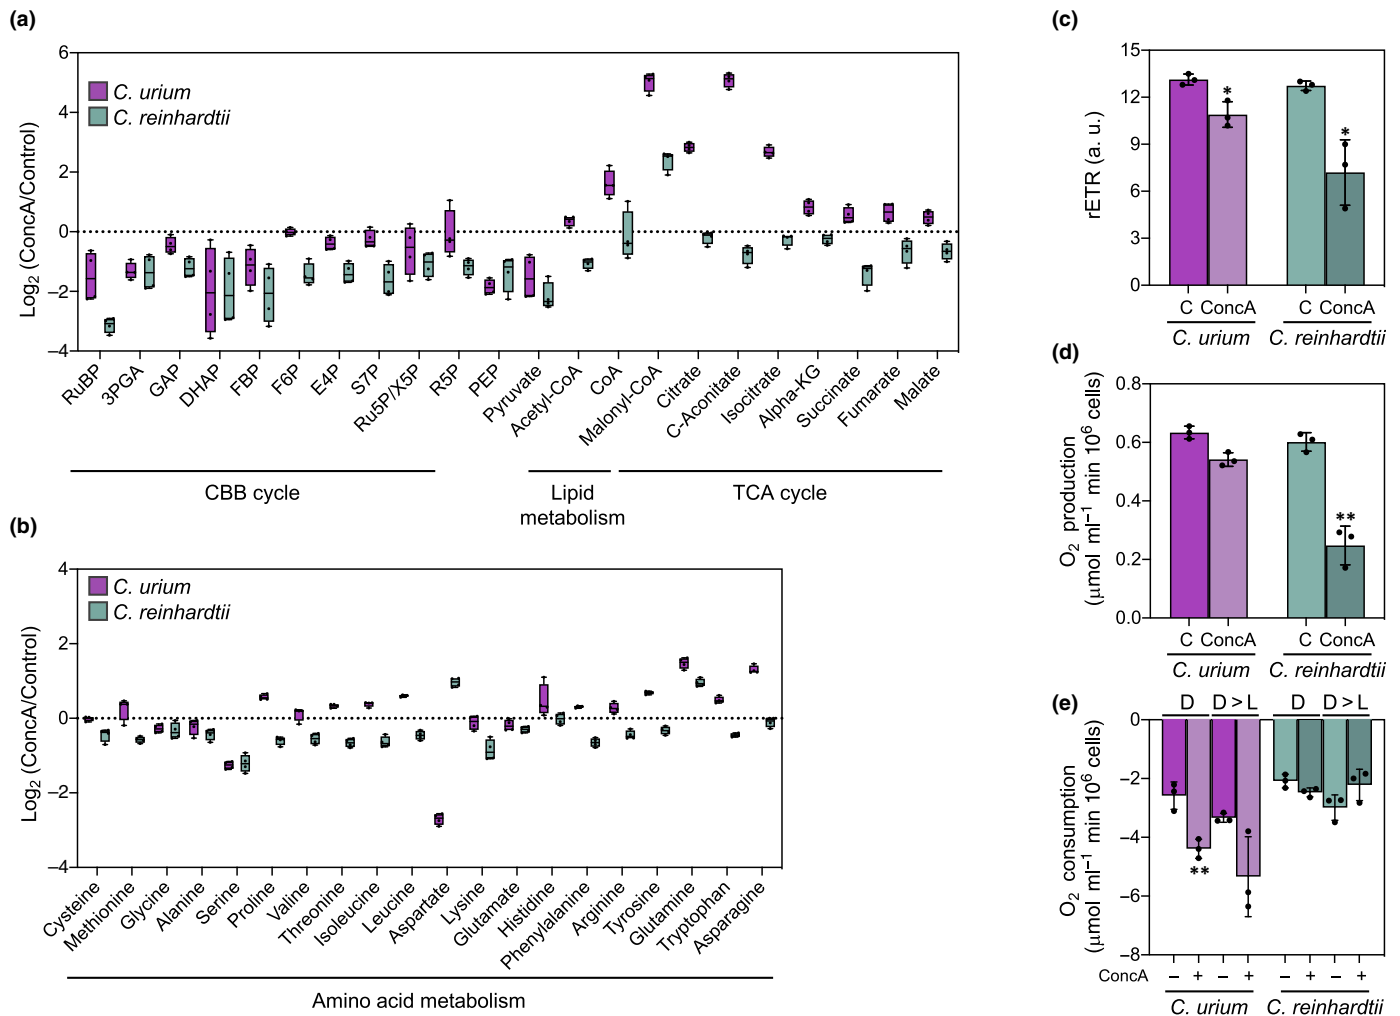 (a)
6
4
2
0
−2
−4
Log2 (ConcA/Control)
C. urium
C. reinhardtii
RuBP
3PGA
GAP
DHAP
FBP
F6P
E4P
S7P
Ru5P/X5P
R5P
PEP
Pyruvate
Acetyl-CoA
CoA
Malonyl-CoA
Citrate
C-Aconitate
Isocitrate
Alpha-KG
Succinate
Fumarate
Malate
CBB cycle
Lipid
metabolism
TCA cycle
(b)
4
2
0
−2
−4
Log2 (ConcA/Control)
C. urium
C. reinhardtii
Cysteine
Methionine
Glycine
Alanine
Serine
Proline
Valine
Threonine
Isoleucine
Leucine
Aspartate
Lysine
Glutamate
Histidine
Phenylalanine
Arginine
Tyrosine
Glutamine
Tryptophan
Asparagine
Amino acid metabolism
(c)
15
12
9
6
3
0
rETR (a. u.)
*
*
C ConcA C ConcA
C. urium C. reinhardtii
(d)
0.8
0.6
0.4
0.2
0.0
O2 production
(µmol ml−1 min 10^6 cells)
**
C ConcA C ConcA
C. urium C. reinhardtii
(e)
D D > L D D > L
0
−2
−4
−6
−8
O2 consumption
(µmol ml−1 min 10^6 cells)
**
ConcA − + − + − + − +
C. urium C. reinhardtii